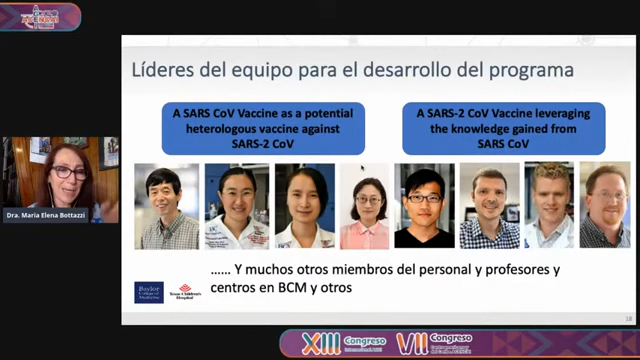 Líderes del equipo para el desarrollo del programa
A SARS CoV Vaccine as a potential
heterologous vaccine against
SARS-2 CoV
A SARS-2 CoV Vaccine leveraging
the knowledge gained from
SARS CoV
Dra. Maria Elena Bottazzi
...... Y muchos otros miembros del personal y profesores y
centros en BCM y otros
Baylor
College of
Medicine
Texas Children's
Hospital
18
XIII Congreso
VII Congreso